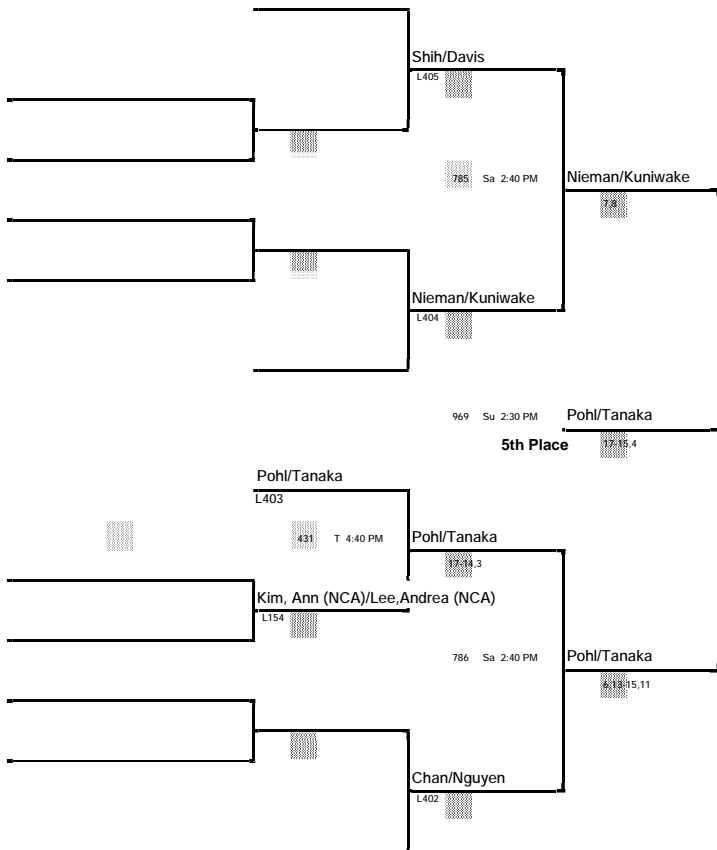 Shih/Davis
L405
785 Sa 2:40 PM
Nieman/Kuniwake
7,8
Nieman/Kuniwake
L404
969 Su 2:30 PM
Pohl/Tanaka
5th Place
17-15,4
Pohl/Tanaka
L403
431 T 4:40 PM
Pohl/Tanaka
17-14,3
Kim, Ann (NCA)/Lee,Andrea (NCA)
L154
786 Sa 2:40 PM
Pohl/Tanaka
6,13-15,11
Chan/Nguyen
L402